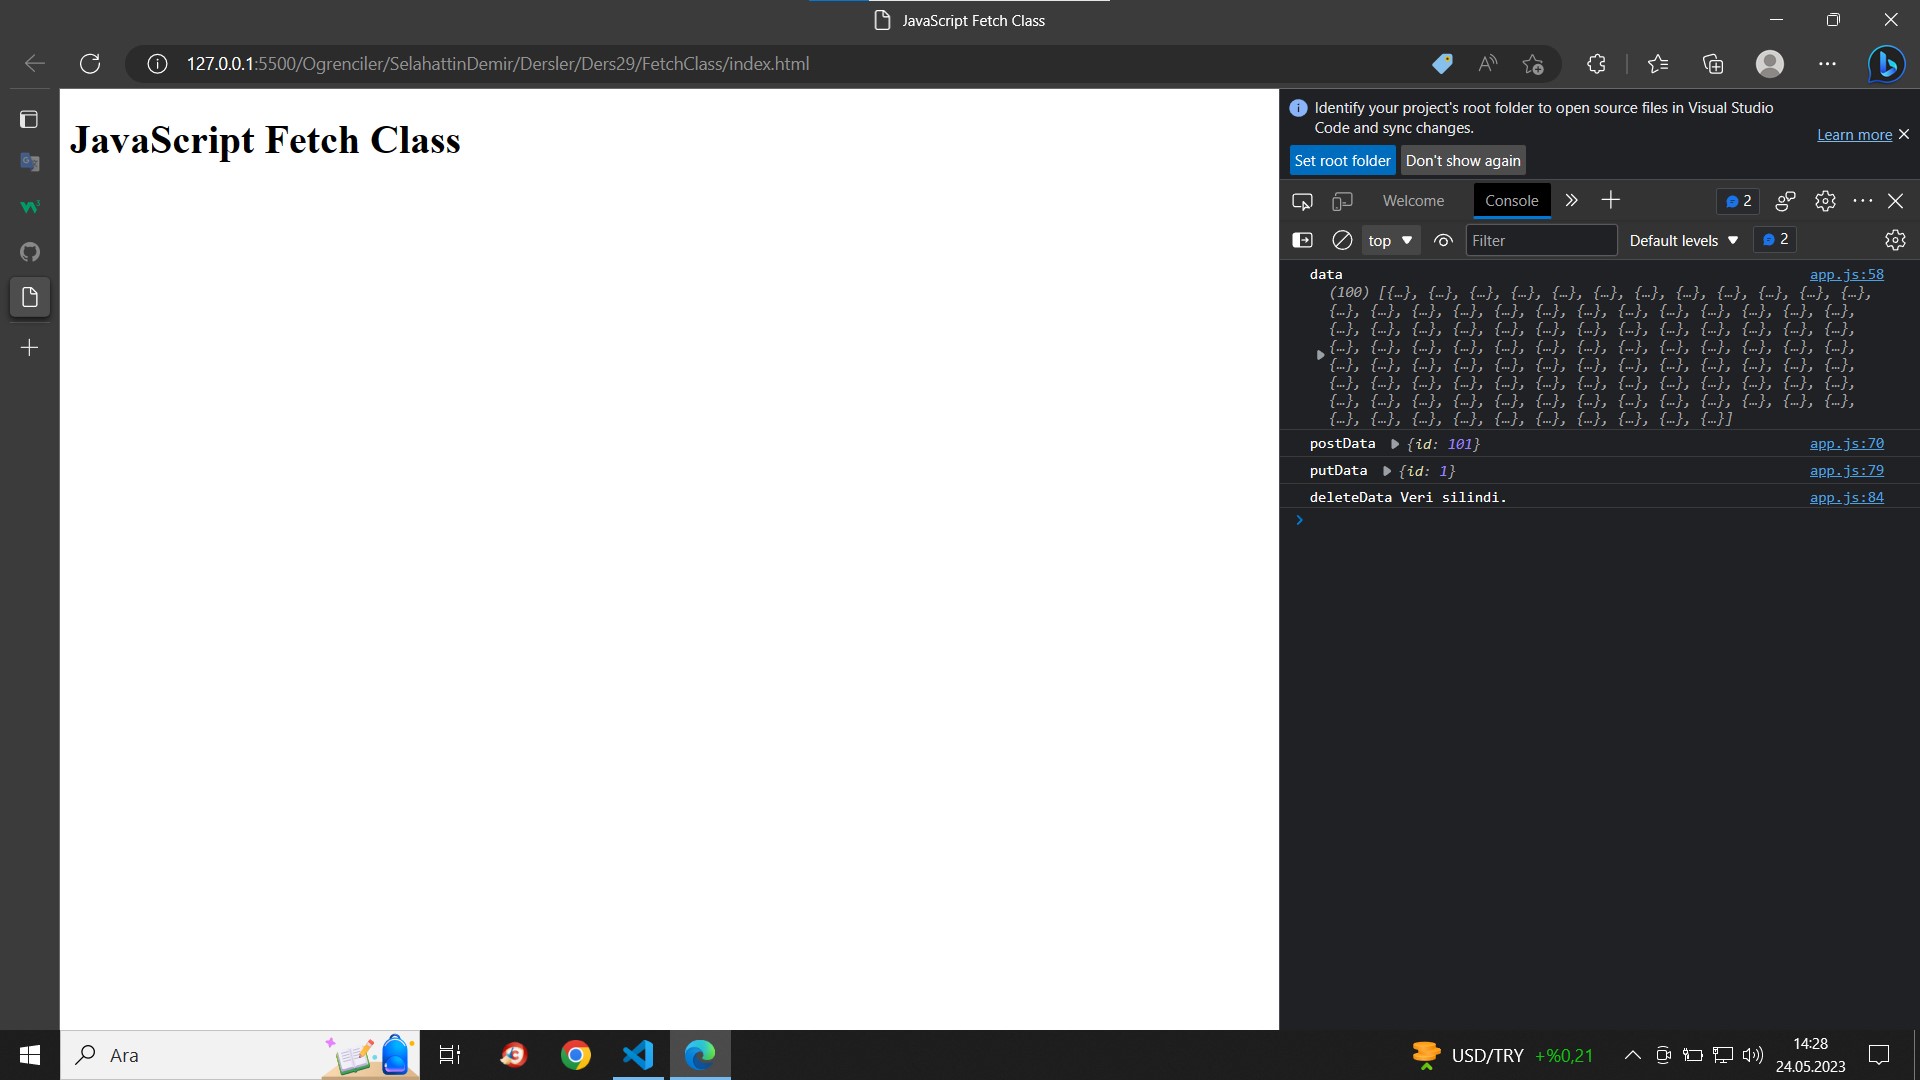 JavaScript Fetch Class
127.0.0.1:5500/Ogrenciler/SelahattinDemir/Dersler/Ders29/FetchClass/index.html
JavaScript Fetch Class
Identify your project's root folder to open source files in Visual Studio
Code and sync changes.
Learn more
Set root folder Don't show again
Welcome Console 2
top Filter Default levels 2
data app.js:58
(100) [{…}, {…}, {…}, {…}, {…}, {…}, {…}, {…}, {…}, {…}, {…}, {…},
{…}, {…}, {…}, {…}, {…}, {…}, {…}, {…}, {…}, {…}, {…}, {…}, {…},
{…}, {…}, {…}, {…}, {…}, {…}, {…}, {…}, {…}, {…}, {…}, {…}, {…},
{…}, {…}, {…}, {…}, {…}, {…}, {…}, {…}, {…}, {…}, {…}, {…}, {…},
{…}, {…}, {…}, {…}, {…}, {…}, {…}, {…}, {…}, {…}, {…}, {…}, {…},
{…}, {…}, {…}, {…}, {…}, {…}, {…}, {…}, {…}, {…}, {…}, {…}, {…},
{…}, {…}, {…}, {…}, {…}, {…}, {…}, {…}, {…}, {…}, {…}, {…}, {…},
{…}, {…}, {…}, {…}, {…}, {…}, {…}, {…}, {…}, {…}]
postData {id: 101} app.js:70
putData {id: 1} app.js:79
deleteData Veri silindi. app.js:84
Ara
USD/TRY +%0,21
14:28
24.05.2023